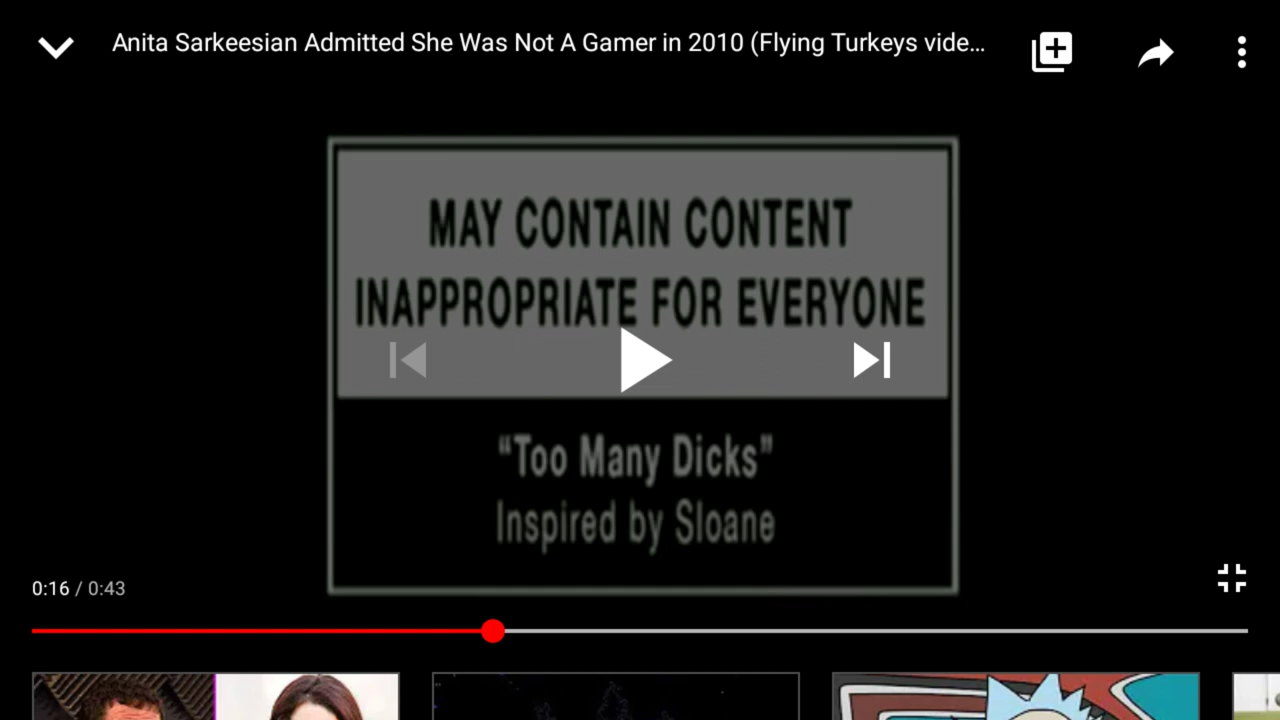 Anita Sarkeesian Admitted She Was Not A Gamer in 2010 (Flying Turkeys vide...
MAY CONTAIN CONTENT
INAPPROPRIATE FOR EVERYONE
“Too Many Dicks”
Inspired by Sloane
0:16 / 0:43